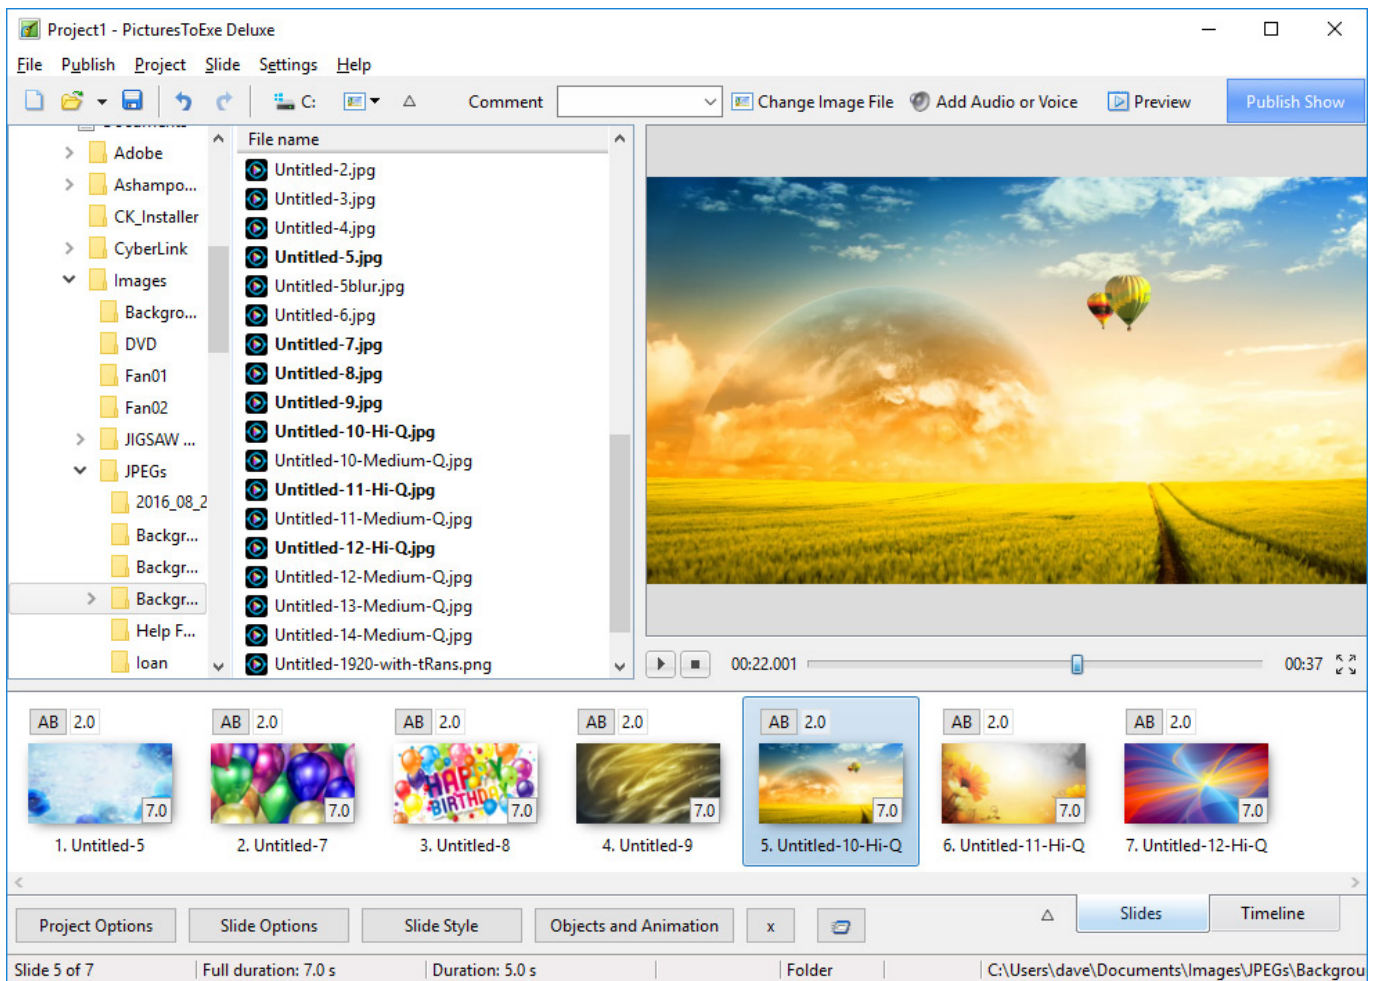 Project1 - PicturesToExe Deluxe
File Publish Project Slide Settings Help
C: Comment Change Image File Add Audio or Voice Preview Publish Show
Adobe
Ashampo...
CK_Installer
CyberLink
Images
Backgro...
DVD
Fan01
Fan02
JIGSAW ...
JPEGs
2016_08_2
Backgr...
Backgr...
Backgr...
Help F...
loan
File name
Untitled-2.jpg
Untitled-3.jpg
Untitled-4.jpg
Untitled-5.jpg
Untitled-5blur.jpg
Untitled-6.jpg
Untitled-7.jpg
Untitled-8.jpg
Untitled-9.jpg
Untitled-10-Hi-Q.jpg
Untitled-10-Medium-Q.jpg
Untitled-11-Hi-Q.jpg
Untitled-11-Medium-Q.jpg
Untitled-12-Hi-Q.jpg
Untitled-12-Medium-Q.jpg
Untitled-13-Medium-Q.jpg
Untitled-14-Medium-Q.jpg
Untitled-1920-with-tRans.png
00:22.001 00:37
AB 2.0 AB 2.0 AB 2.0 AB 2.0 AB 2.0 AB 2.0 AB 2.0
HAPPY
BIRTHDAY
7.0 7.0 7.0 7.0 7.0 7.0 7.0
1. Untitled-5 2. Untitled-7 3. Untitled-8 4. Untitled-9 5. Untitled-10-Hi-Q 6. Untitled-11-Hi-Q 7. Untitled-12-Hi-Q
Project Options Slide Options Slide Style Objects and Animation x Slides Timeline
Slide 5 of 7 Full duration: 7.0 s Duration: 5.0 s Folder C:\Users\dave\Documents\Images\JPEGs\Backgrou